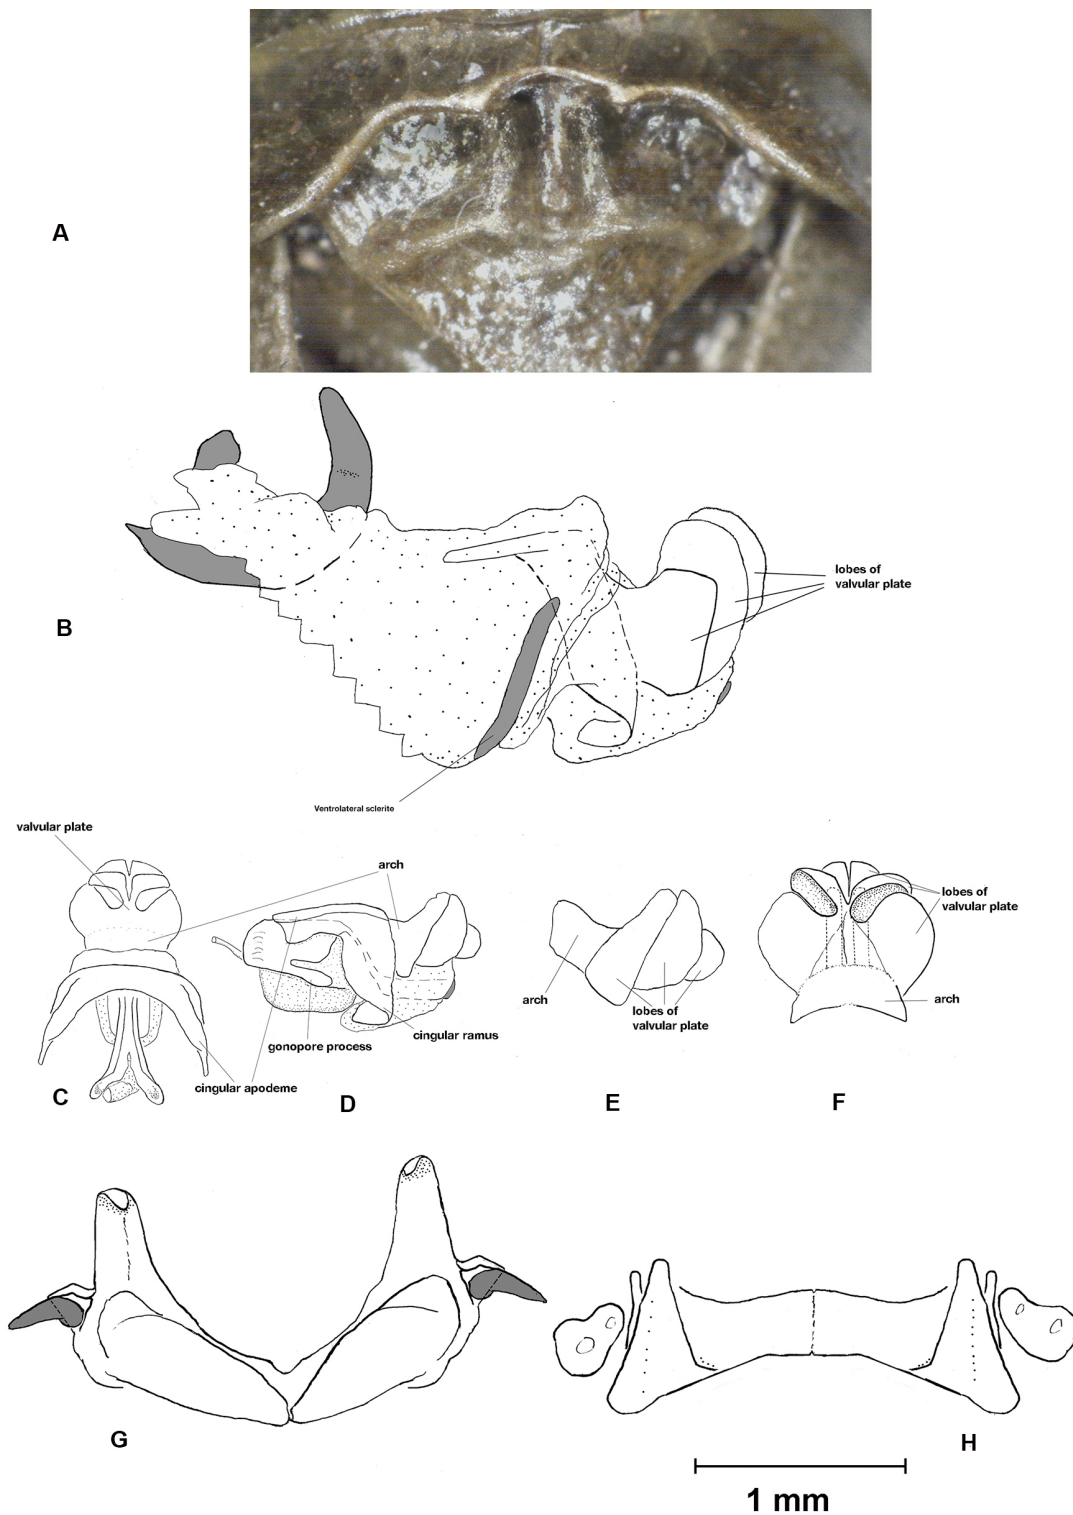 A
B
lobes of
valvular plate
Ventrolateral sclerite
valvular plate
arch
cingular ramus
gonopore process
cingular apodeme
C
D
arch
lobes of
valvular plate
E
lobes of
valvular plate
arch
F
G
H
1 mm